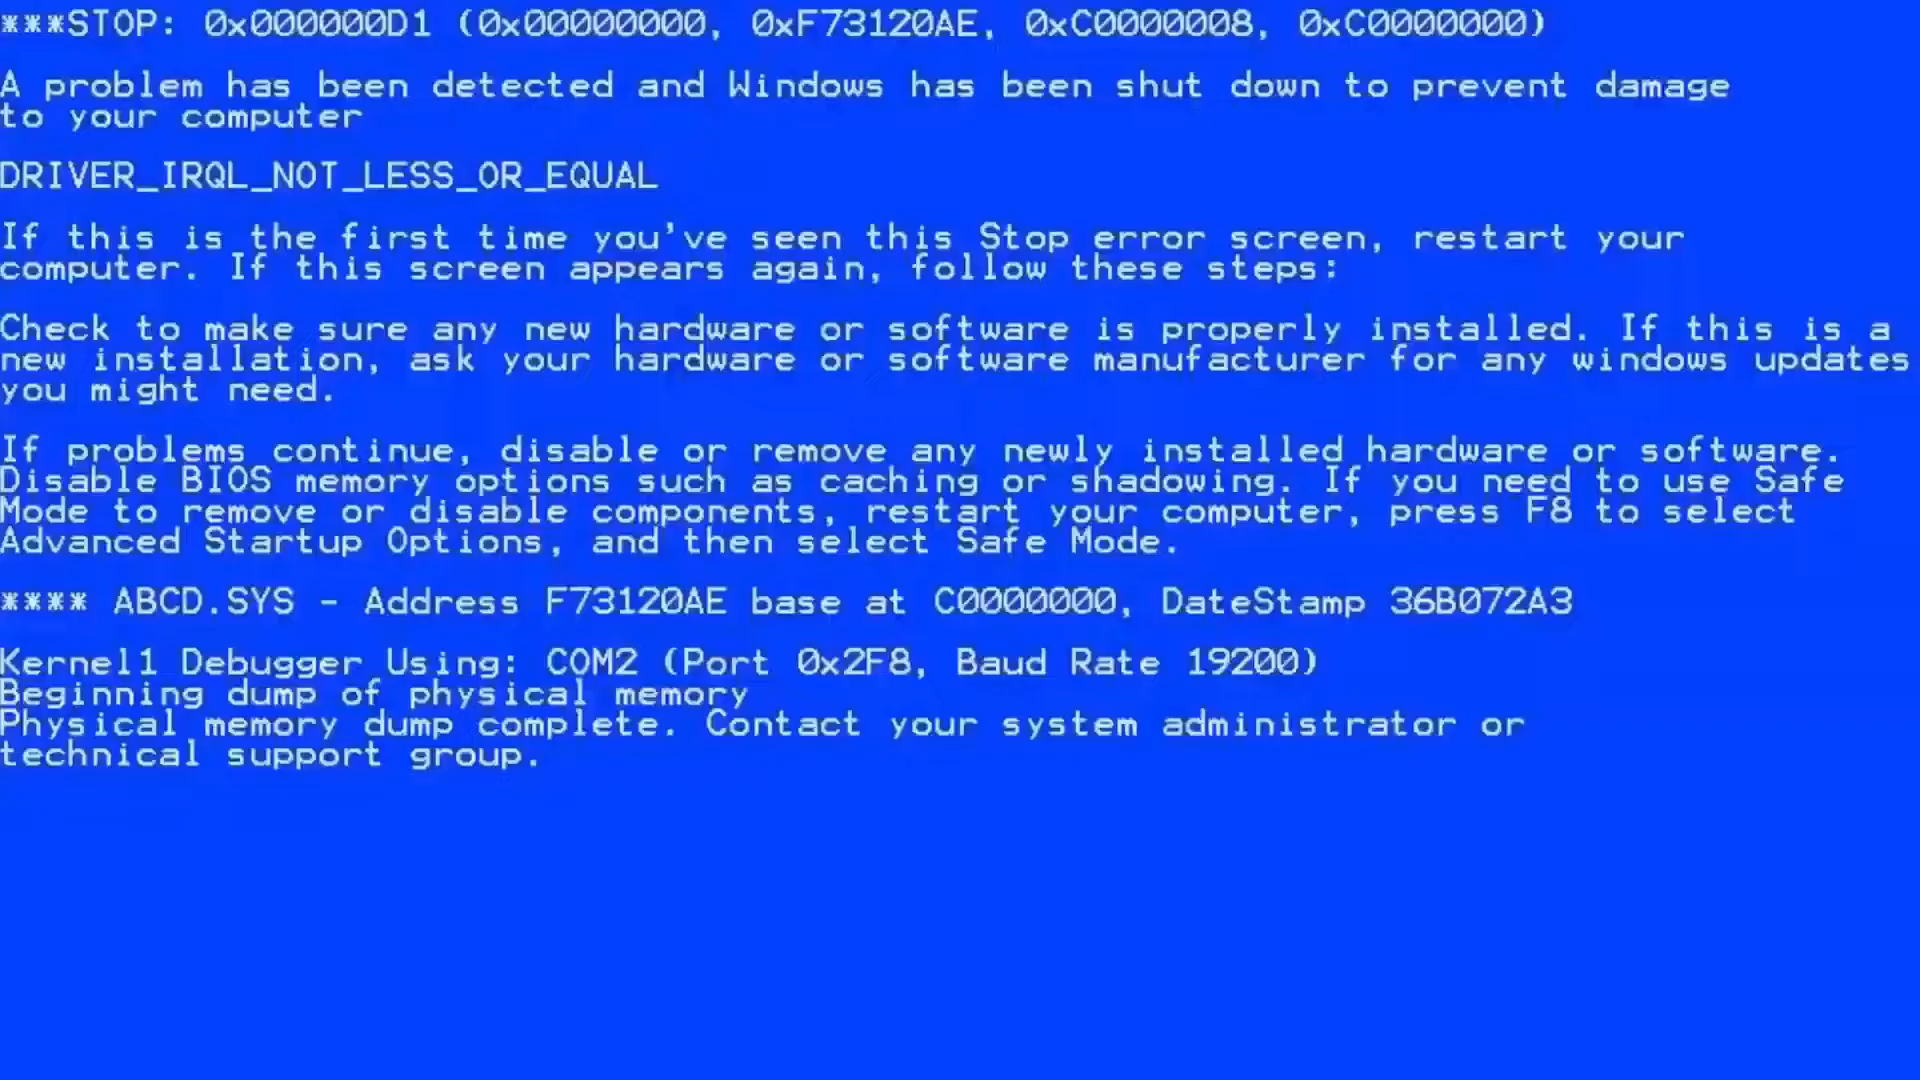 ***STOP: 0x000000D1 (0x00000000, 0xF73120AE, 0xC0000008, 0xC0000000)
A problem has been detected and Windows has been shut down to prevent damage
to your computer
DRIVER_IRQL_NOT_LESS_OR_EQUAL
If this is the first time you've seen this Stop error screen, restart your
computer. If this screen appears again, follow these steps:
Check to make sure any new hardware or software is properly installed. If this is a
new installation, ask your hardware or software manufacturer for any windows updates
you might need.
If problems continue, disable or remove any newly installed hardware or software.
Disable BIOS memory options such as caching or shadowing. If you need to use Safe
Mode to remove or disable components, restart your computer, press F8 to select
Advanced Startup Options, and then select Safe Mode.
**** ABCD.SYS - Address F73120AE base at C0000000, DateStamp 36B072A3
Kernel1 Debugger Using: COM2 (Port 0x2F8, Baud Rate 19200)
Beginning dump of physical memory
Physical memory dump complete. Contact your system administrator or
technical support group.